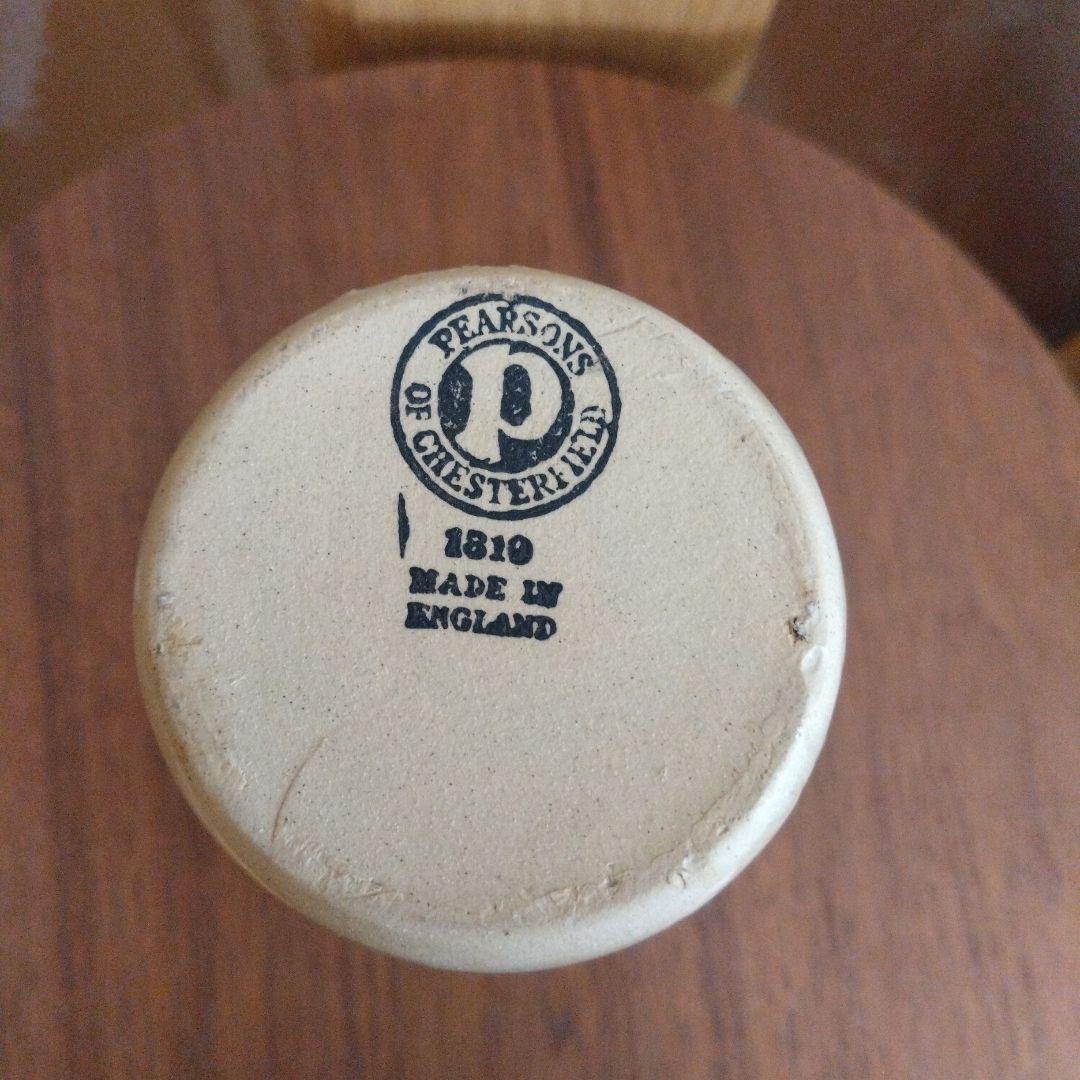 PEARSONS
OF CHESTERFIELD
P
1810
MADE IN
ENGLAND